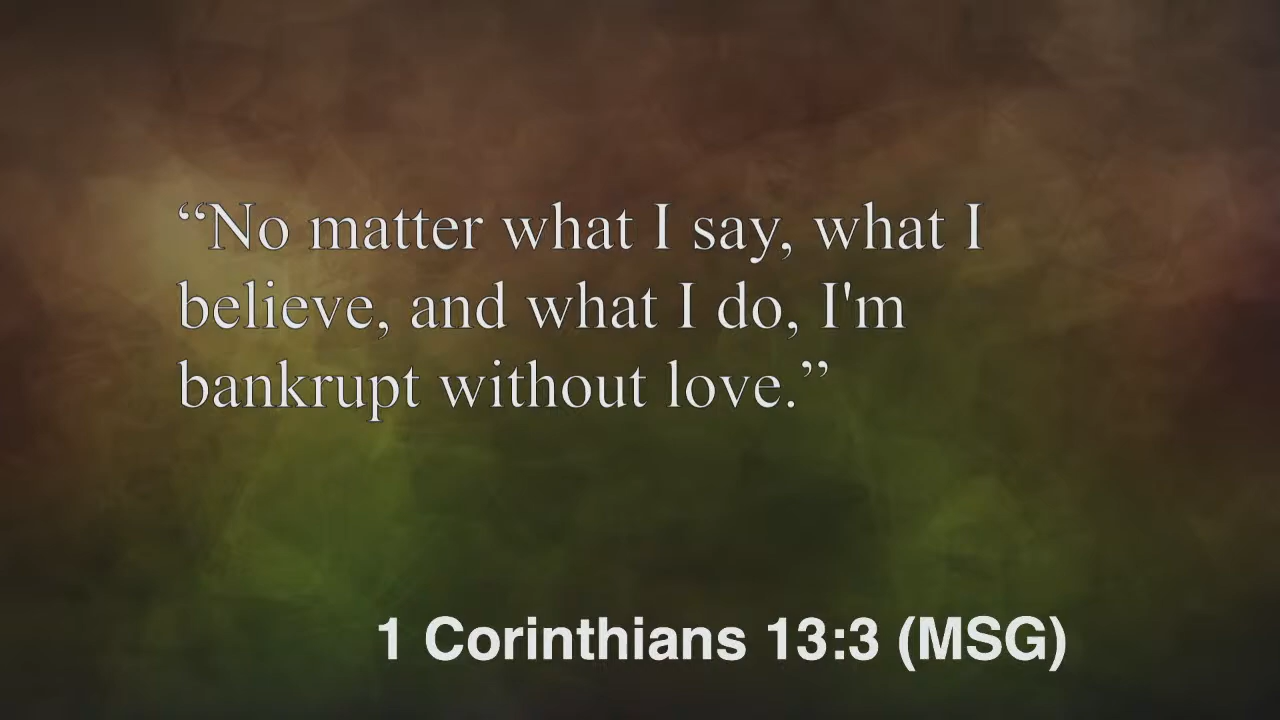 “No matter what I say, what I
believe, and what I do, I'm
bankrupt without love.”
1 Corinthians 13:3 (MSG)